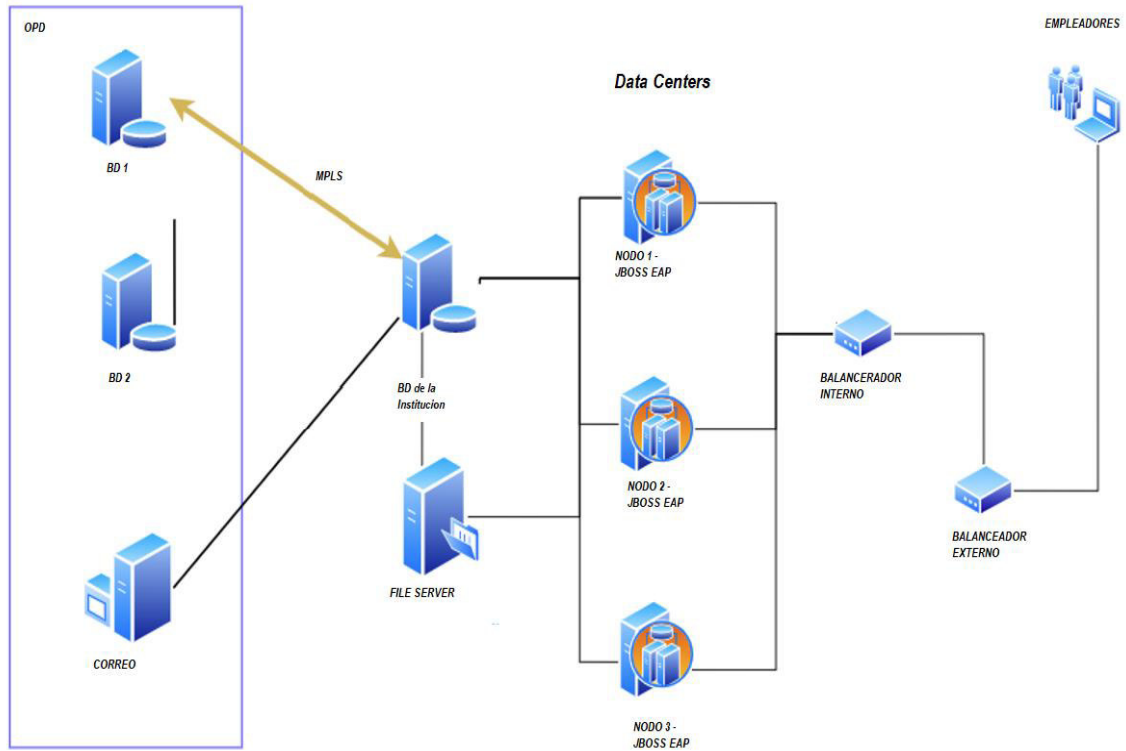 OPD
EMPLEADORES
Data Centers
BD 1
MPLS
NODO 1 -
JBOSS EAP
BD 2
BD de la
Institucion
BALANCERADOR
INTERNO
NODO 2 -
JBOSS EAP
BALANCEADOR
EXTERNO
FILE SERVER
CORREO
NODO 3 -
JBOSS EAP